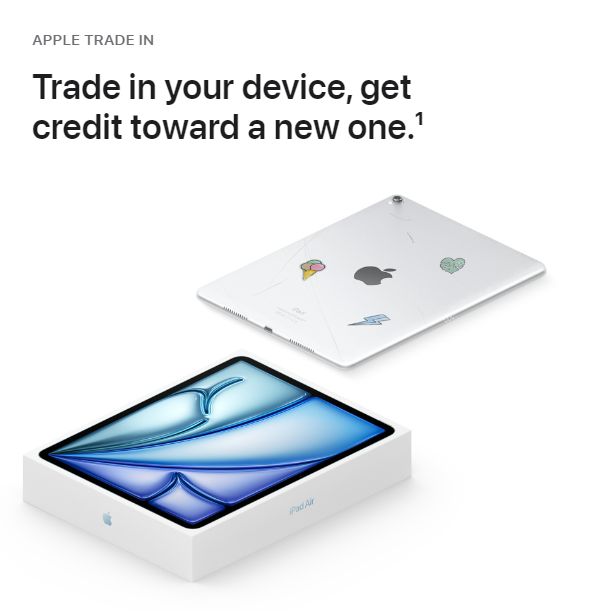 APPLE TRADE IN
Trade in your device, get
credit toward a new one.¹
iPad
iPad Air